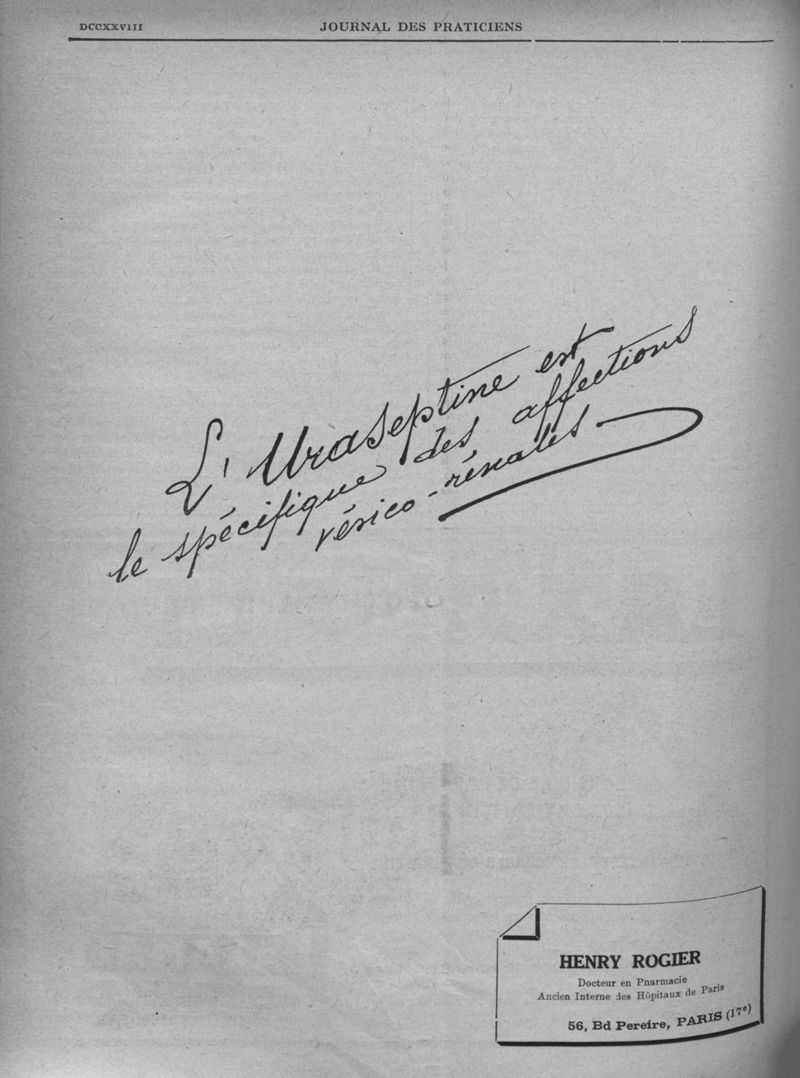 DCCXXVIII
JOURNAL DES PRATICIENS
L'Uraseptine est
le spécifique des affections
vésico-rénales
HENRY ROGIER
Docteur en Pnarmacie
Ancien Interne des Hôpitaux de Paris
56, Bd Pereire, PARIS (17e)